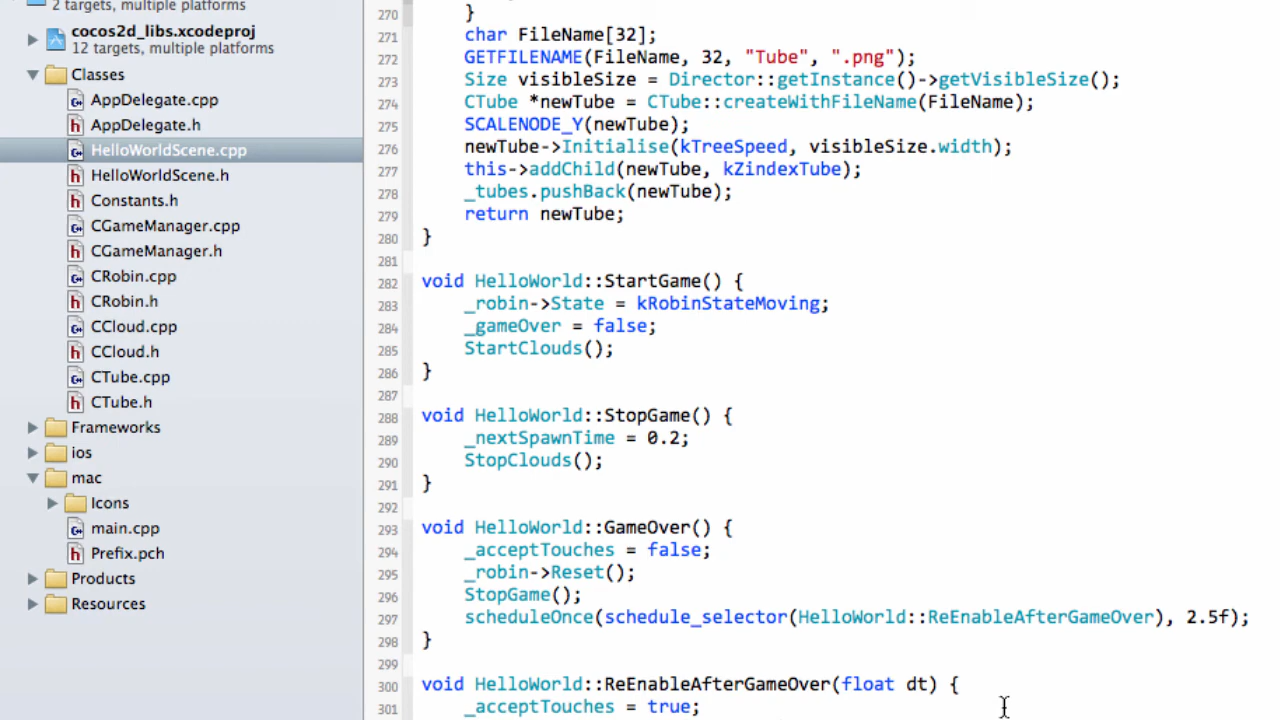 2 targets, multiple platforms
cocos2d_libs.xcodeproj
12 targets, multiple platforms
Classes
AppDelegate.cpp
AppDelegate.h
HelloWorldScene.cpp
HelloWorldScene.h
Constants.h
CGameManager.cpp
CGameManager.h
CRobin.cpp
CRobin.h
CCloud.cpp
CCloud.h
CTube.cpp
CTube.h
Frameworks
ios
mac
Icons
main.cpp
Prefix.pch
Products
Resources
270 }
271 char FileName[32];
272 GETFILENAME(FileName, 32, "Tube", ".png");
273 Size visibleSize = Director::getInstance()->getVisibleSize();
274 CTube *newTube = CTube::createWithFileName(FileName);
275 SCALENODE_Y(newTube);
276 newTube->Initialise(kTreeSpeed, visibleSize.width);
277 this->addChild(newTube, kZindexTube);
278 _tubes.pushBack(newTube);
279 return newTube;
280 }
281
282 void HelloWorld::StartGame() {
283 _robin->State = kRobinStateMoving;
284 _gameOver = false;
285 StartClouds();
286 }
287
288 void HelloWorld::StopGame() {
289 _nextSpawnTime = 0.2;
290 StopClouds();
291 }
292
293 void HelloWorld::GameOver() {
294 _acceptTouches = false;
295 _robin->Reset();
296 StopGame();
297 scheduleOnce(schedule_selector(HelloWorld::ReEnableAfterGameOver), 2.5f);
298 }
299
300 void HelloWorld::ReEnableAfterGameOver(float dt) {
301 _acceptTouches = true;